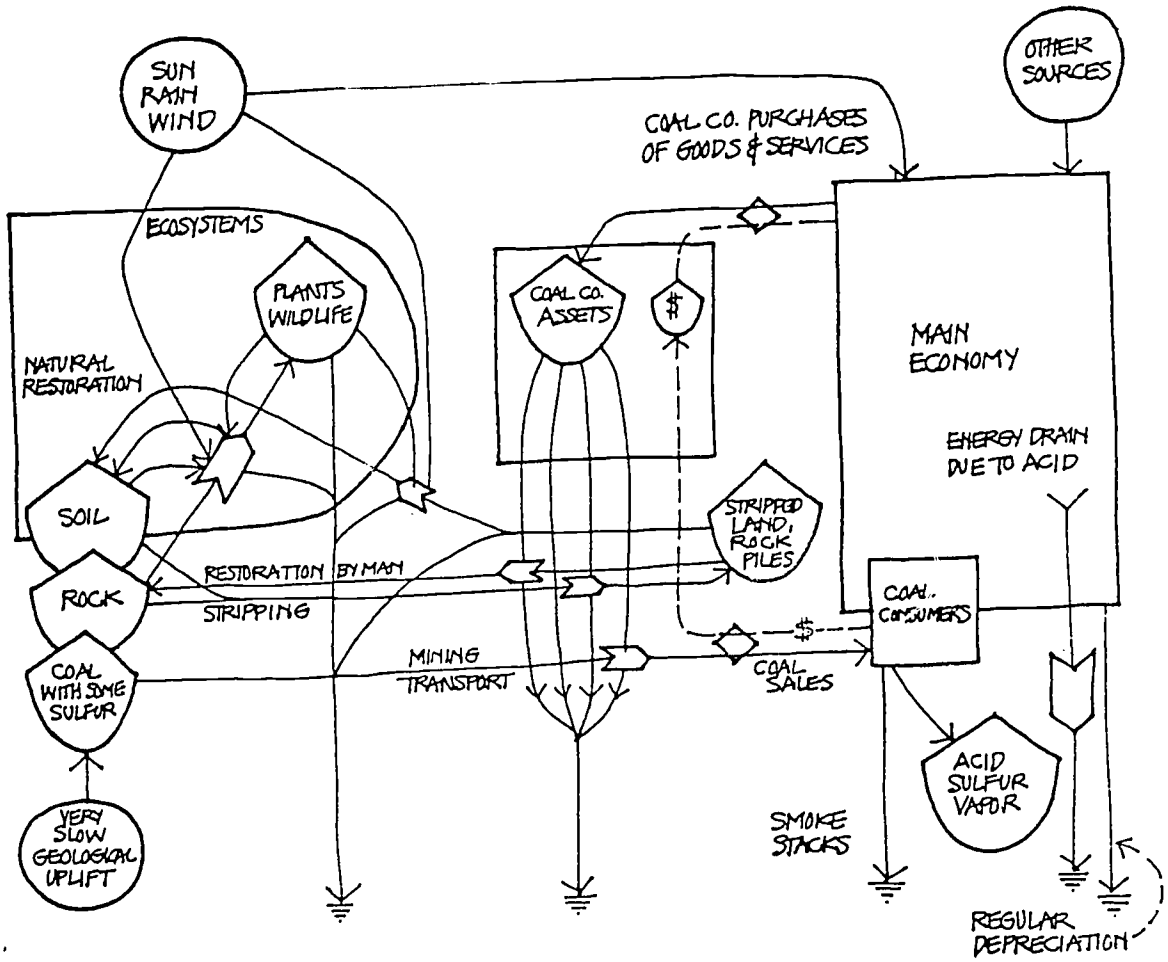 SUN
RAIN
WIND
OTHER
SOURCES
COAL CO. PURCHASES
OF GOODS & SERVICES
ECOSYSTEMS
PLANTS
WILDLIFE
COAL CO.
ASSETS
$
MAIN
ECONOMY
NATURAL
RESTORATION
ENERGY DRAIN
DUE TO ACID
SOIL
STRIPPED
LAND,
ROCK
PILES
RESTORATION BY MAN
ROCK
STRIPPING
COAL
CONSUMERS
$
COAL
WITH SOME
SULFUR
MINING
TRANSPORT
COAL
SALES
ACID
SULFUR
VAPOR
VERY
SLOW
GEOLOGICAL
UPLIFT
SMOKE
STACKS
REGULAR
DEPRECIATION